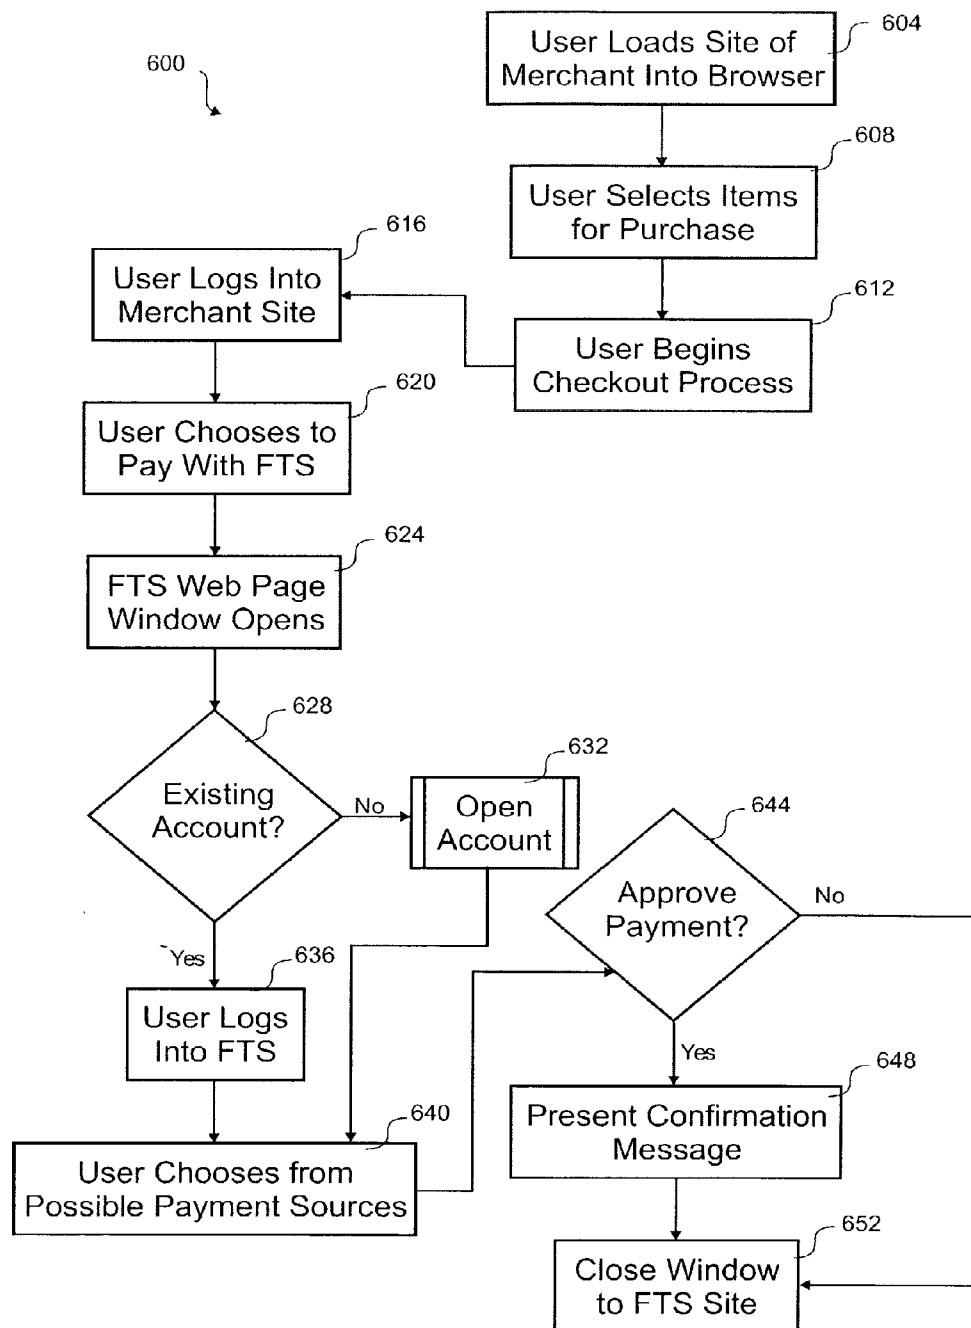 600
604
User Loads Site of
Merchant Into Browser
608
User Selects Items
for Purchase
612
User Begins
Checkout Process
616
User Logs Into
Merchant Site
620
User Chooses to
Pay With FTS
624
FTS Web Page
Window Opens
628
Existing
Account?
No
Yes
632
Open
Account
636
User Logs
Into FTS
640
User Chooses from
Possible Payment Sources
644
Approve
Payment?
No
Yes
648
Present Confirmation
Message
652
Close Window
to FTS Site